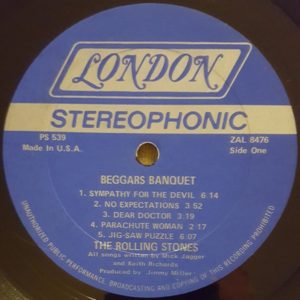 LONDON
STEREOPHONIC
PS 539
ZAL 8476
Made in U.S.A.
Side One
BEGGARS BANQUET
1. SYMPATHY FOR THE DEVIL 6:14
2. NO EXPECTATIONS 3 52
3. DEAR DOCTOR 3:19
4. PARACHUTE WOMAN 2:17
5. JIG-SAW PUZZLE 6:07
THE ROLLING STONES
All songs written by Mick Jagger
and Keith Richards
Produced by Jimmy Miller
UNAUTHORIZED PUBLIC PERFORMANCE, BROADCASTING AND COPYING OF THIS RECORDING PROHIBITED